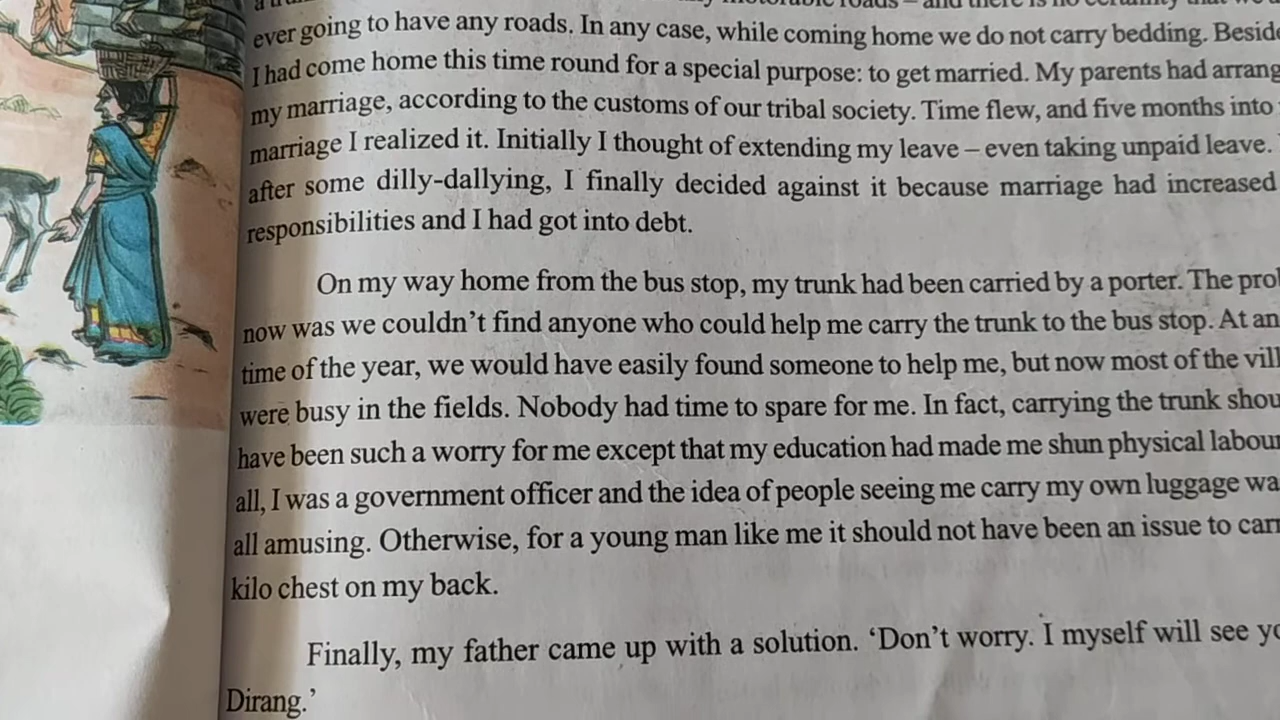 ever going to have any roads. In any case, while coming home we do not carry bedding.
I had come home this time round for a special purpose: to get married. My parents had
my marriage, according to the customs of our tribal society. Time flew, and five months into
marriage I realized it. Initially I thought of extending my leave – even taking unpaid leave.
after some dilly-dallying, I finally decided against it because marriage had increased
responsibilities and I had got into debt.
On my way home from the bus stop, my trunk had been carried by a porter. The
now was we couldn't find anyone who could help me carry the trunk to the bus stop. At
time of the year, we would have easily found someone to help me, but now most of the
were busy in the fields. Nobody had time to spare for me. In fact, carrying the trunk
have been such a worry for me except that my education had made me shun physical labour
all, I was a government officer and the idea of people seeing me carry my own luggage
all amusing. Otherwise, for a young man like me it should not have been an issue to
kilo chest on my back.
Finally, my father came up with a solution. 'Don't worry. I myself will see
Dirang.'